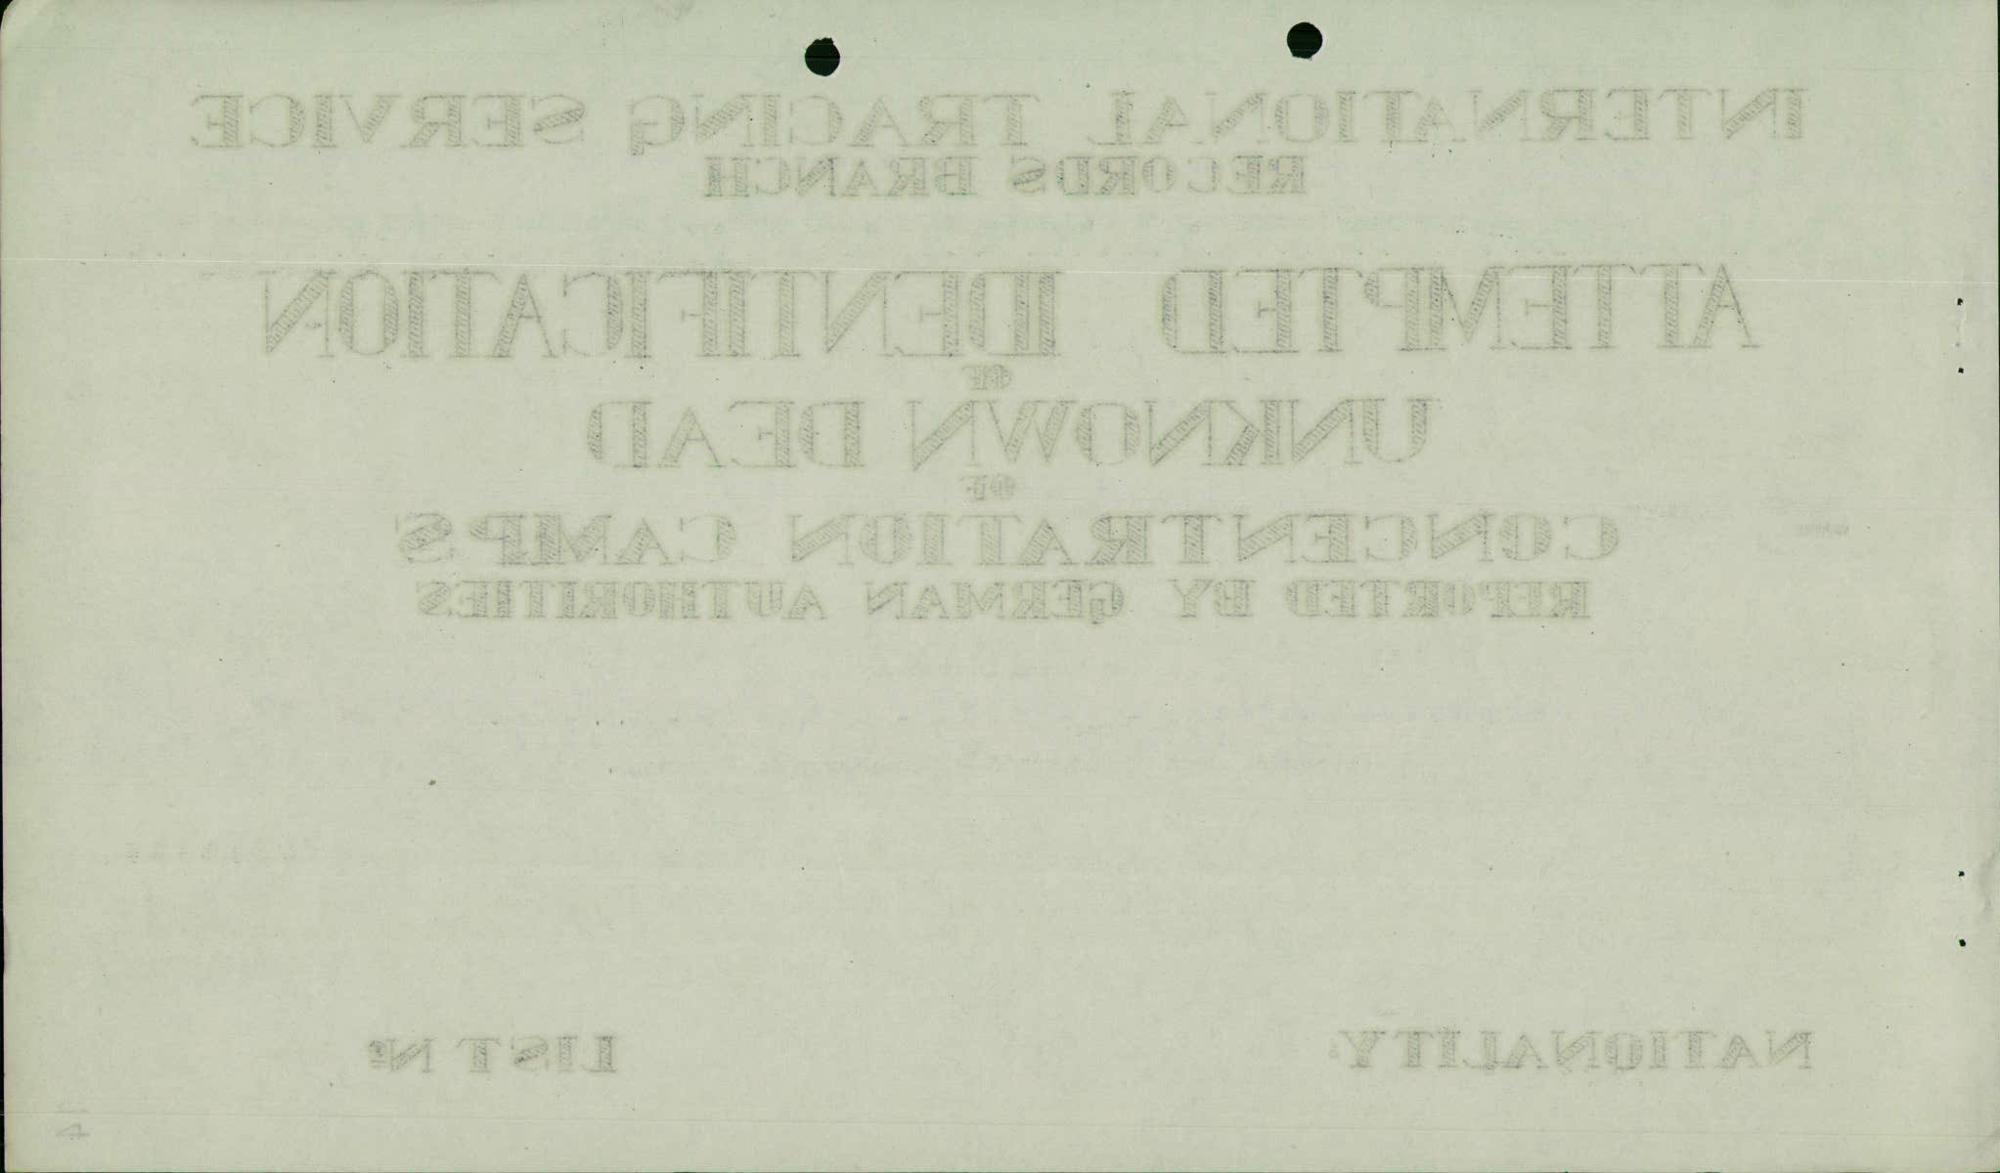 INTERNATIONAL TRACING SERVICE
RECORDS BRANCH
ATTEMPTED IDENTIFICATION
OF
UNKNOWN DEAD
OF
CONCENTRATION CAMPS
REPORTED BY GERMAN AUTHORITIES
NATIONALITY: LIST Nº